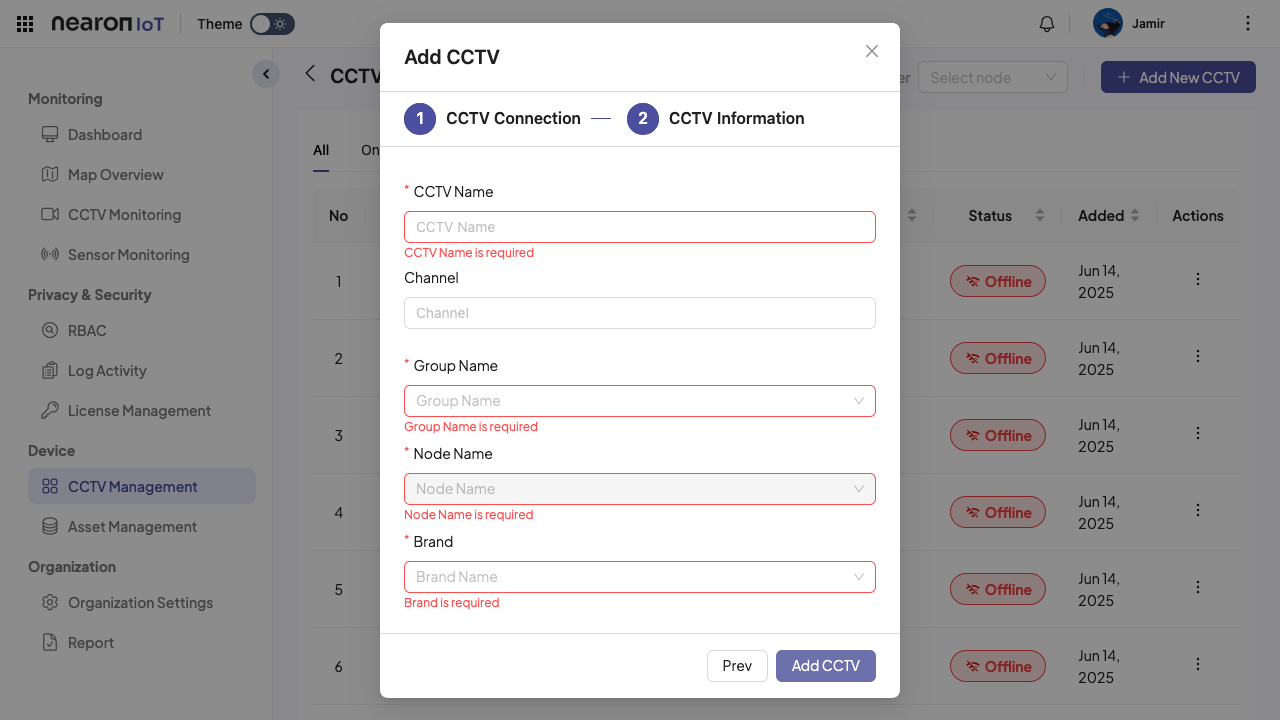 nearon IoT
Theme
Jamir
Monitoring
Dashboard
Map Overview
CCTV Monitoring
Sensor Monitoring
Privacy & Security
RBAC
Log Activity
License Management
Device
CCTV Management
Asset Management
Organization
Organization Settings
Report
CCTV
Select node
Add New CCTV
All
No
Status
Added
Actions
1
Offline
Jun 14,
2025
2
Offline
Jun 14,
2025
3
Offline
Jun 14,
2025
4
Offline
Jun 14,
2025
5
Offline
Jun 14,
2025
6
Offline
Jun 14,
2025
Add CCTV
1 CCTV Connection
2 CCTV Information
* CCTV Name
CCTV Name
CCTV Name is required
Channel
Channel
* Group Name
Group Name
Group Name is required
* Node Name
Node Name
Node Name is required
* Brand
Brand Name
Brand is required
Prev
Add CCTV